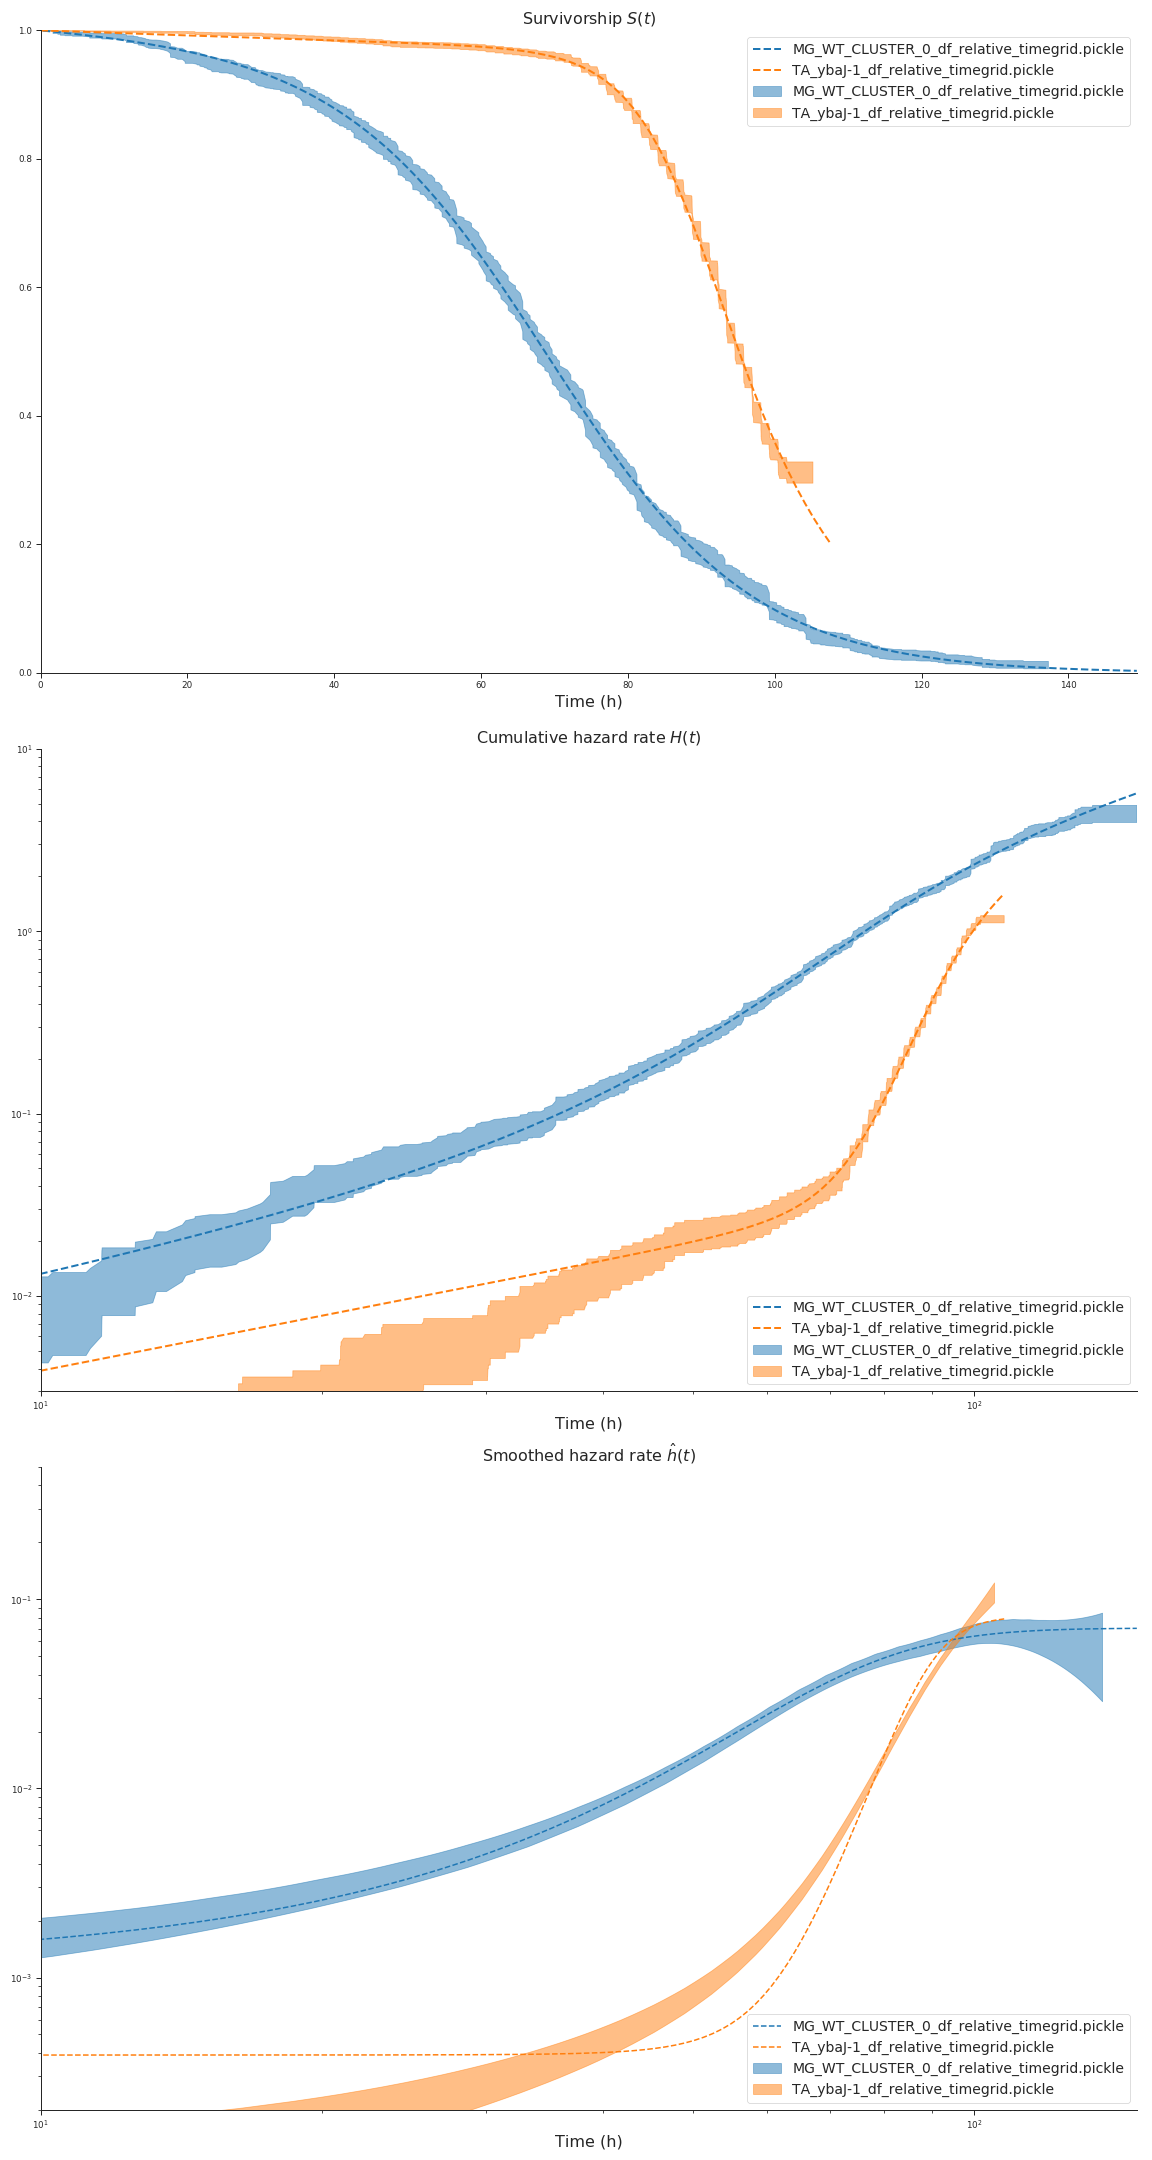 Survivorship S(t)
1.0
0.8
0.6
0.4
0.2
0.0
MG_WT_CLUSTER_0_df_relative_timegrid.pickle
TA_ybaJ-1_df_relative_timegrid.pickle
MG_WT_CLUSTER_0_df_relative_timegrid.pickle
TA_ybaJ-1_df_relative_timegrid.pickle
0 20 40 60 80 100 120 140
Time (h)
Cumulative hazard rate H(t)
10¹
10⁰
10⁻¹
10⁻²
MG_WT_CLUSTER_0_df_relative_timegrid.pickle
TA_ybaJ-1_df_relative_timegrid.pickle
MG_WT_CLUSTER_0_df_relative_timegrid.pickle
TA_ybaJ-1_df_relative_timegrid.pickle
10¹ 10²
Time (h)
Smoothed hazard rate ĥ(t)
10⁻¹
10⁻²
10⁻³
MG_WT_CLUSTER_0_df_relative_timegrid.pickle
TA_ybaJ-1_df_relative_timegrid.pickle
MG_WT_CLUSTER_0_df_relative_timegrid.pickle
TA_ybaJ-1_df_relative_timegrid.pickle
10¹ 10²
Time (h)